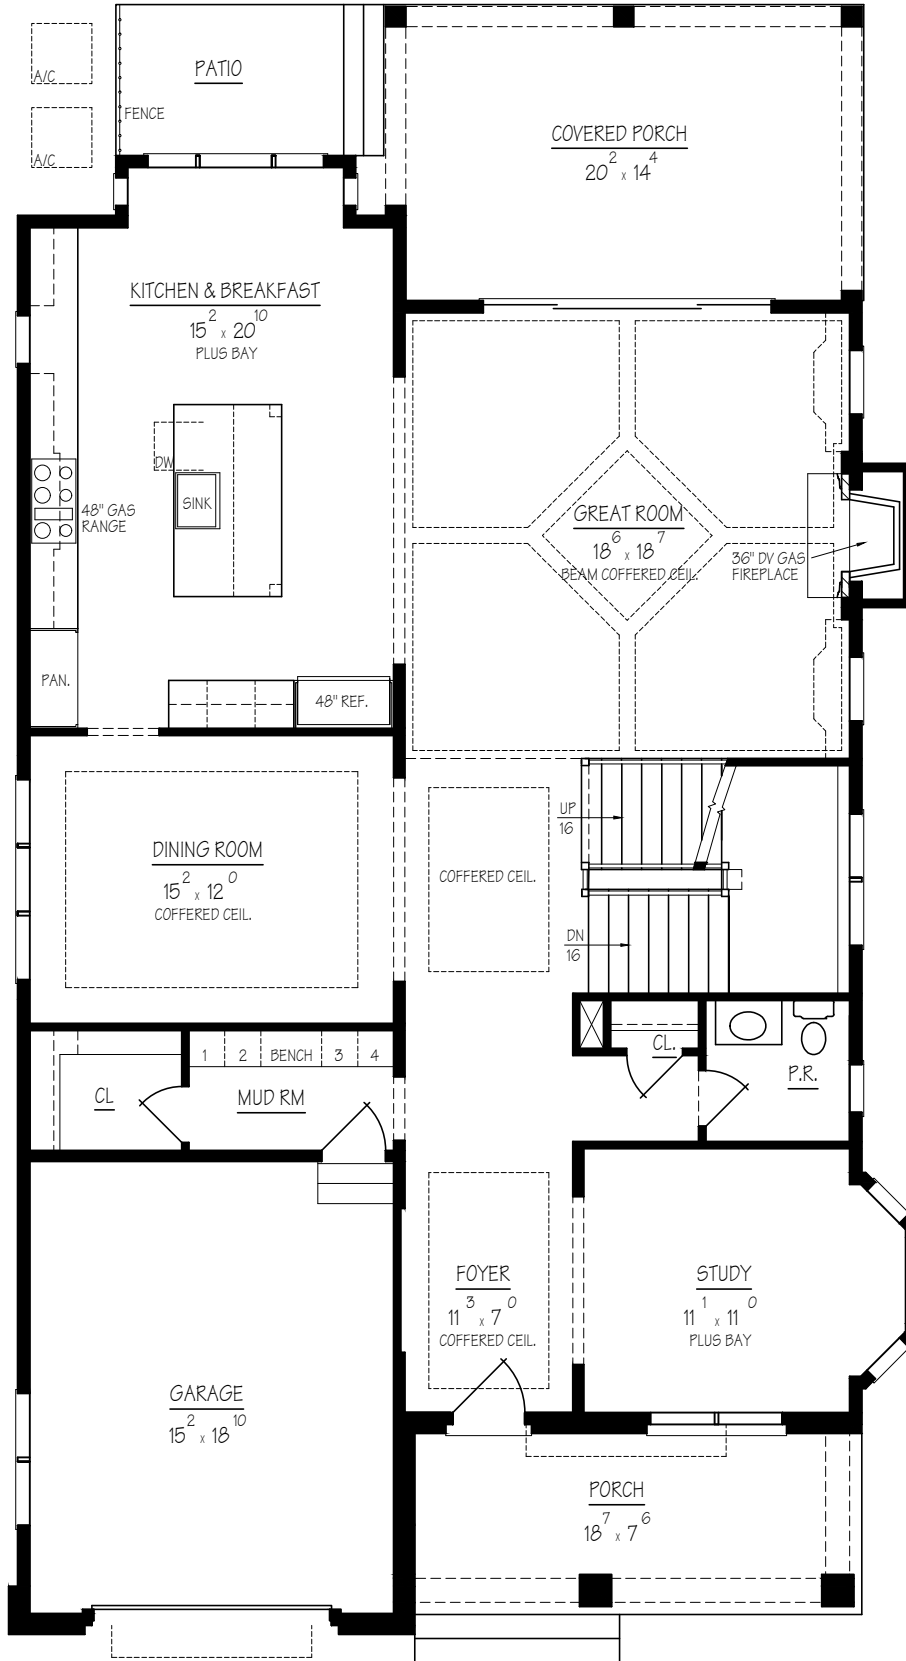 PATIO
A/C
FENCE
A/C
COVERED PORCH
20² x 14⁴
KITCHEN & BREAKFAST
15² x 20¹⁰
PLUS BAY
DW
SINK
48" GAS
RANGE
GREAT ROOM
18⁶ x 18⁷
BEAM COFFERED CEIL.
36" DV GAS
FIREPLACE
PAN.
48" REF.
UP
16
DINING ROOM
15² x 12⁰
COFFERED CEIL.
COFFERED CEIL.
DN
16
1 2 BENCH 3 4
CL
MUD RM
CL.
P.R.
FOYER
11³ x 7⁰
COFFERED CEIL.
STUDY
11¹ x 11⁰
PLUS BAY
GARAGE
15² x 18¹⁰
PORCH
18⁷ x 7⁶